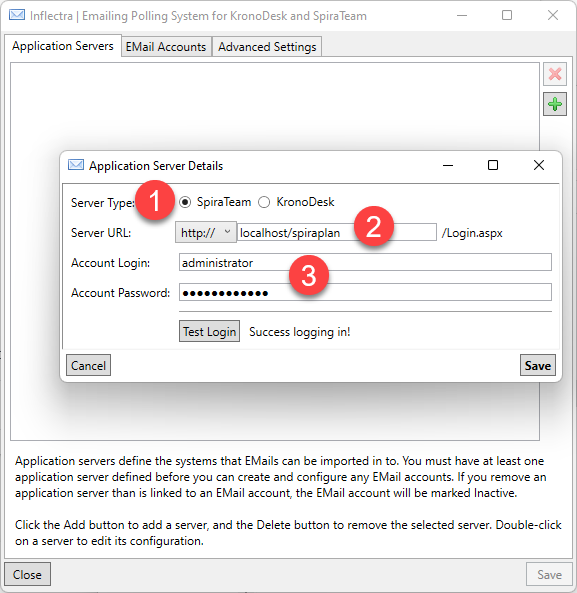 Inflectra | Emailing Polling System for KronoDesk and SpiraTeam
Application Servers EMail Accounts Advanced Settings
Application Server Details
Server Type: 1 SpiraTeam KronoDesk
Server URL: http:// localhost/spiraplan 2 /Login.aspx
Account Login: administrator
3
Account Password: ●●●●●●●●●●●●
Test Login Success logging in!
Cancel Save
Application servers define the systems that EMails can be imported in to. You must have at least one
application server defined before you can create and configure any EMail accounts. If you remove an
application server than is linked to an EMail account, the EMail account will be marked Inactive.
Click the Add button to add a server, and the Delete button to remove the selected server. Double-click
on a server to edit its configuration.
Close Save